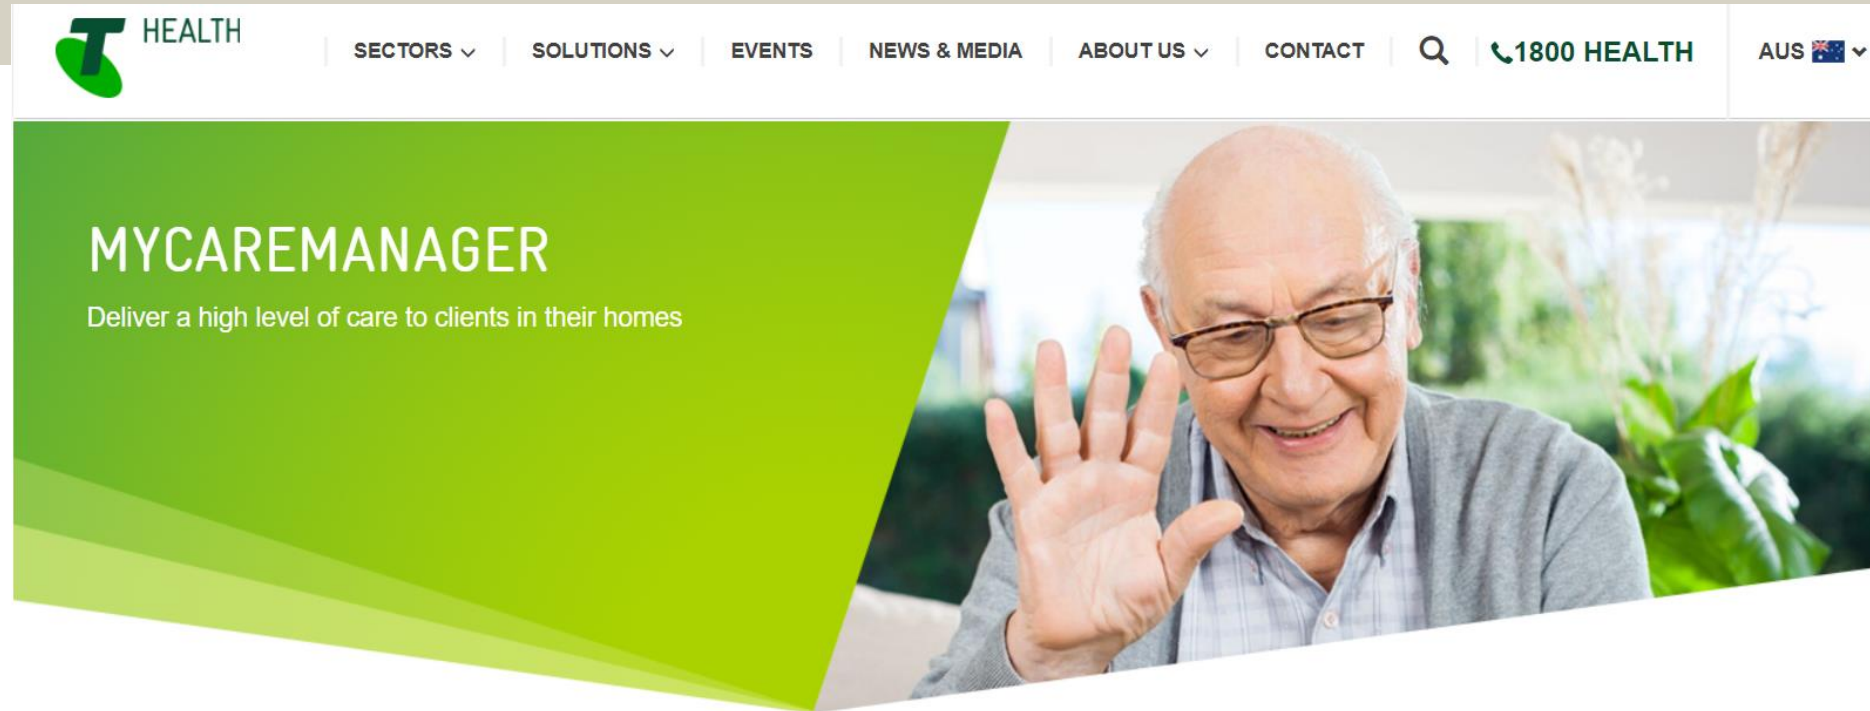 T HEALTH
SECTORS SOLUTIONS EVENTS NEWS & MEDIA ABOUT US CONTACT 1800 HEALTH AUS
MYCAREMANAGER
Deliver a high level of care to clients in their homes